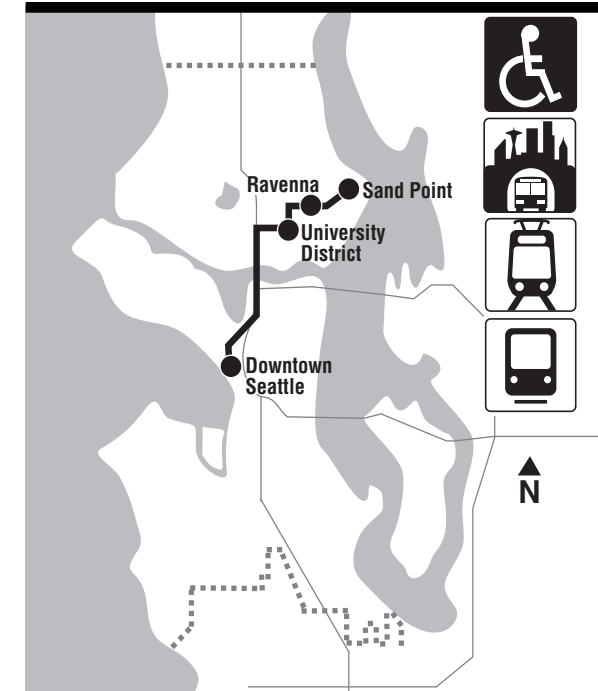 Ravenna
Sand Point
University
District
Downtown
Seattle
N